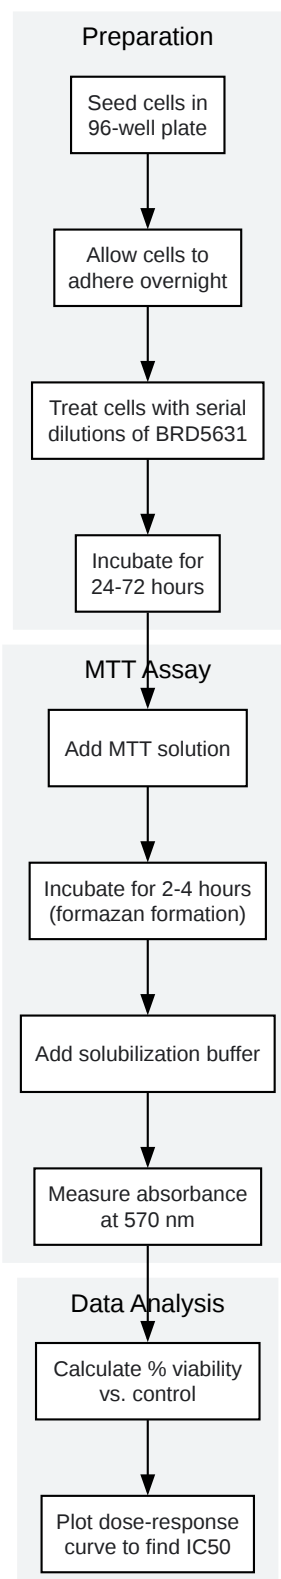 Preparation
Seed cells in
96-well plate
Allow cells to
adhere overnight
Treat cells with serial
dilutions of BRD5631
Incubate for
24-72 hours
MTT Assay
Add MTT solution
Incubate for 2-4 hours
(formazan formation)
Add solubilization buffer
Measure absorbance
at 570 nm
Data Analysis
Calculate % viability
vs. control
Plot dose-response
curve to find IC50